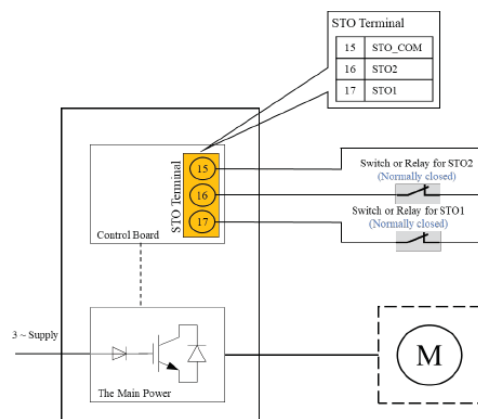 STO Terminal
15 STO_COM
16 STO2
17 STO1
STO Terminal
15
16
17
Control Board
Switch or Relay for STO2
(Normally closed)
Switch or Relay for STO1
(Normally closed)
3 ~ Supply
The Main Power
M